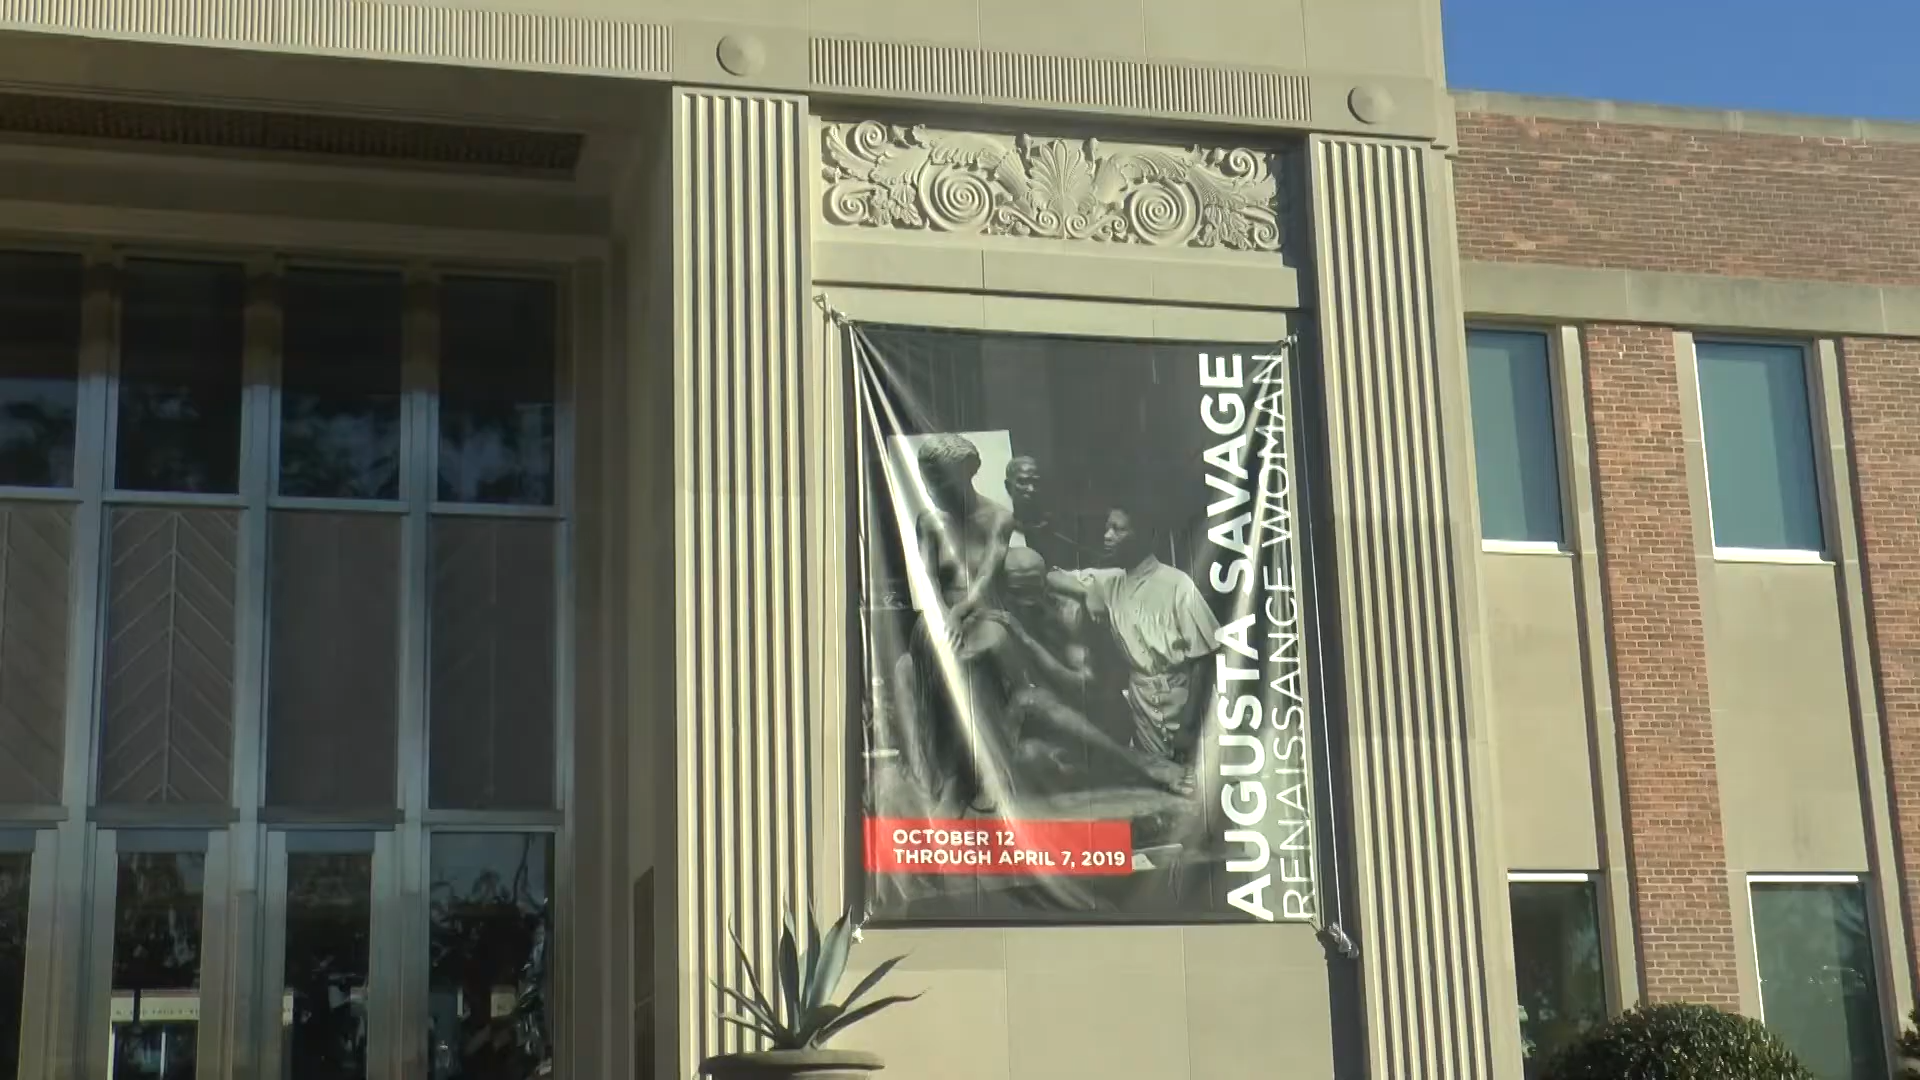 AUGUSTA SAVAGE
RENAISSANCE WOMAN
OCTOBER 12
THROUGH APRIL 7, 2019